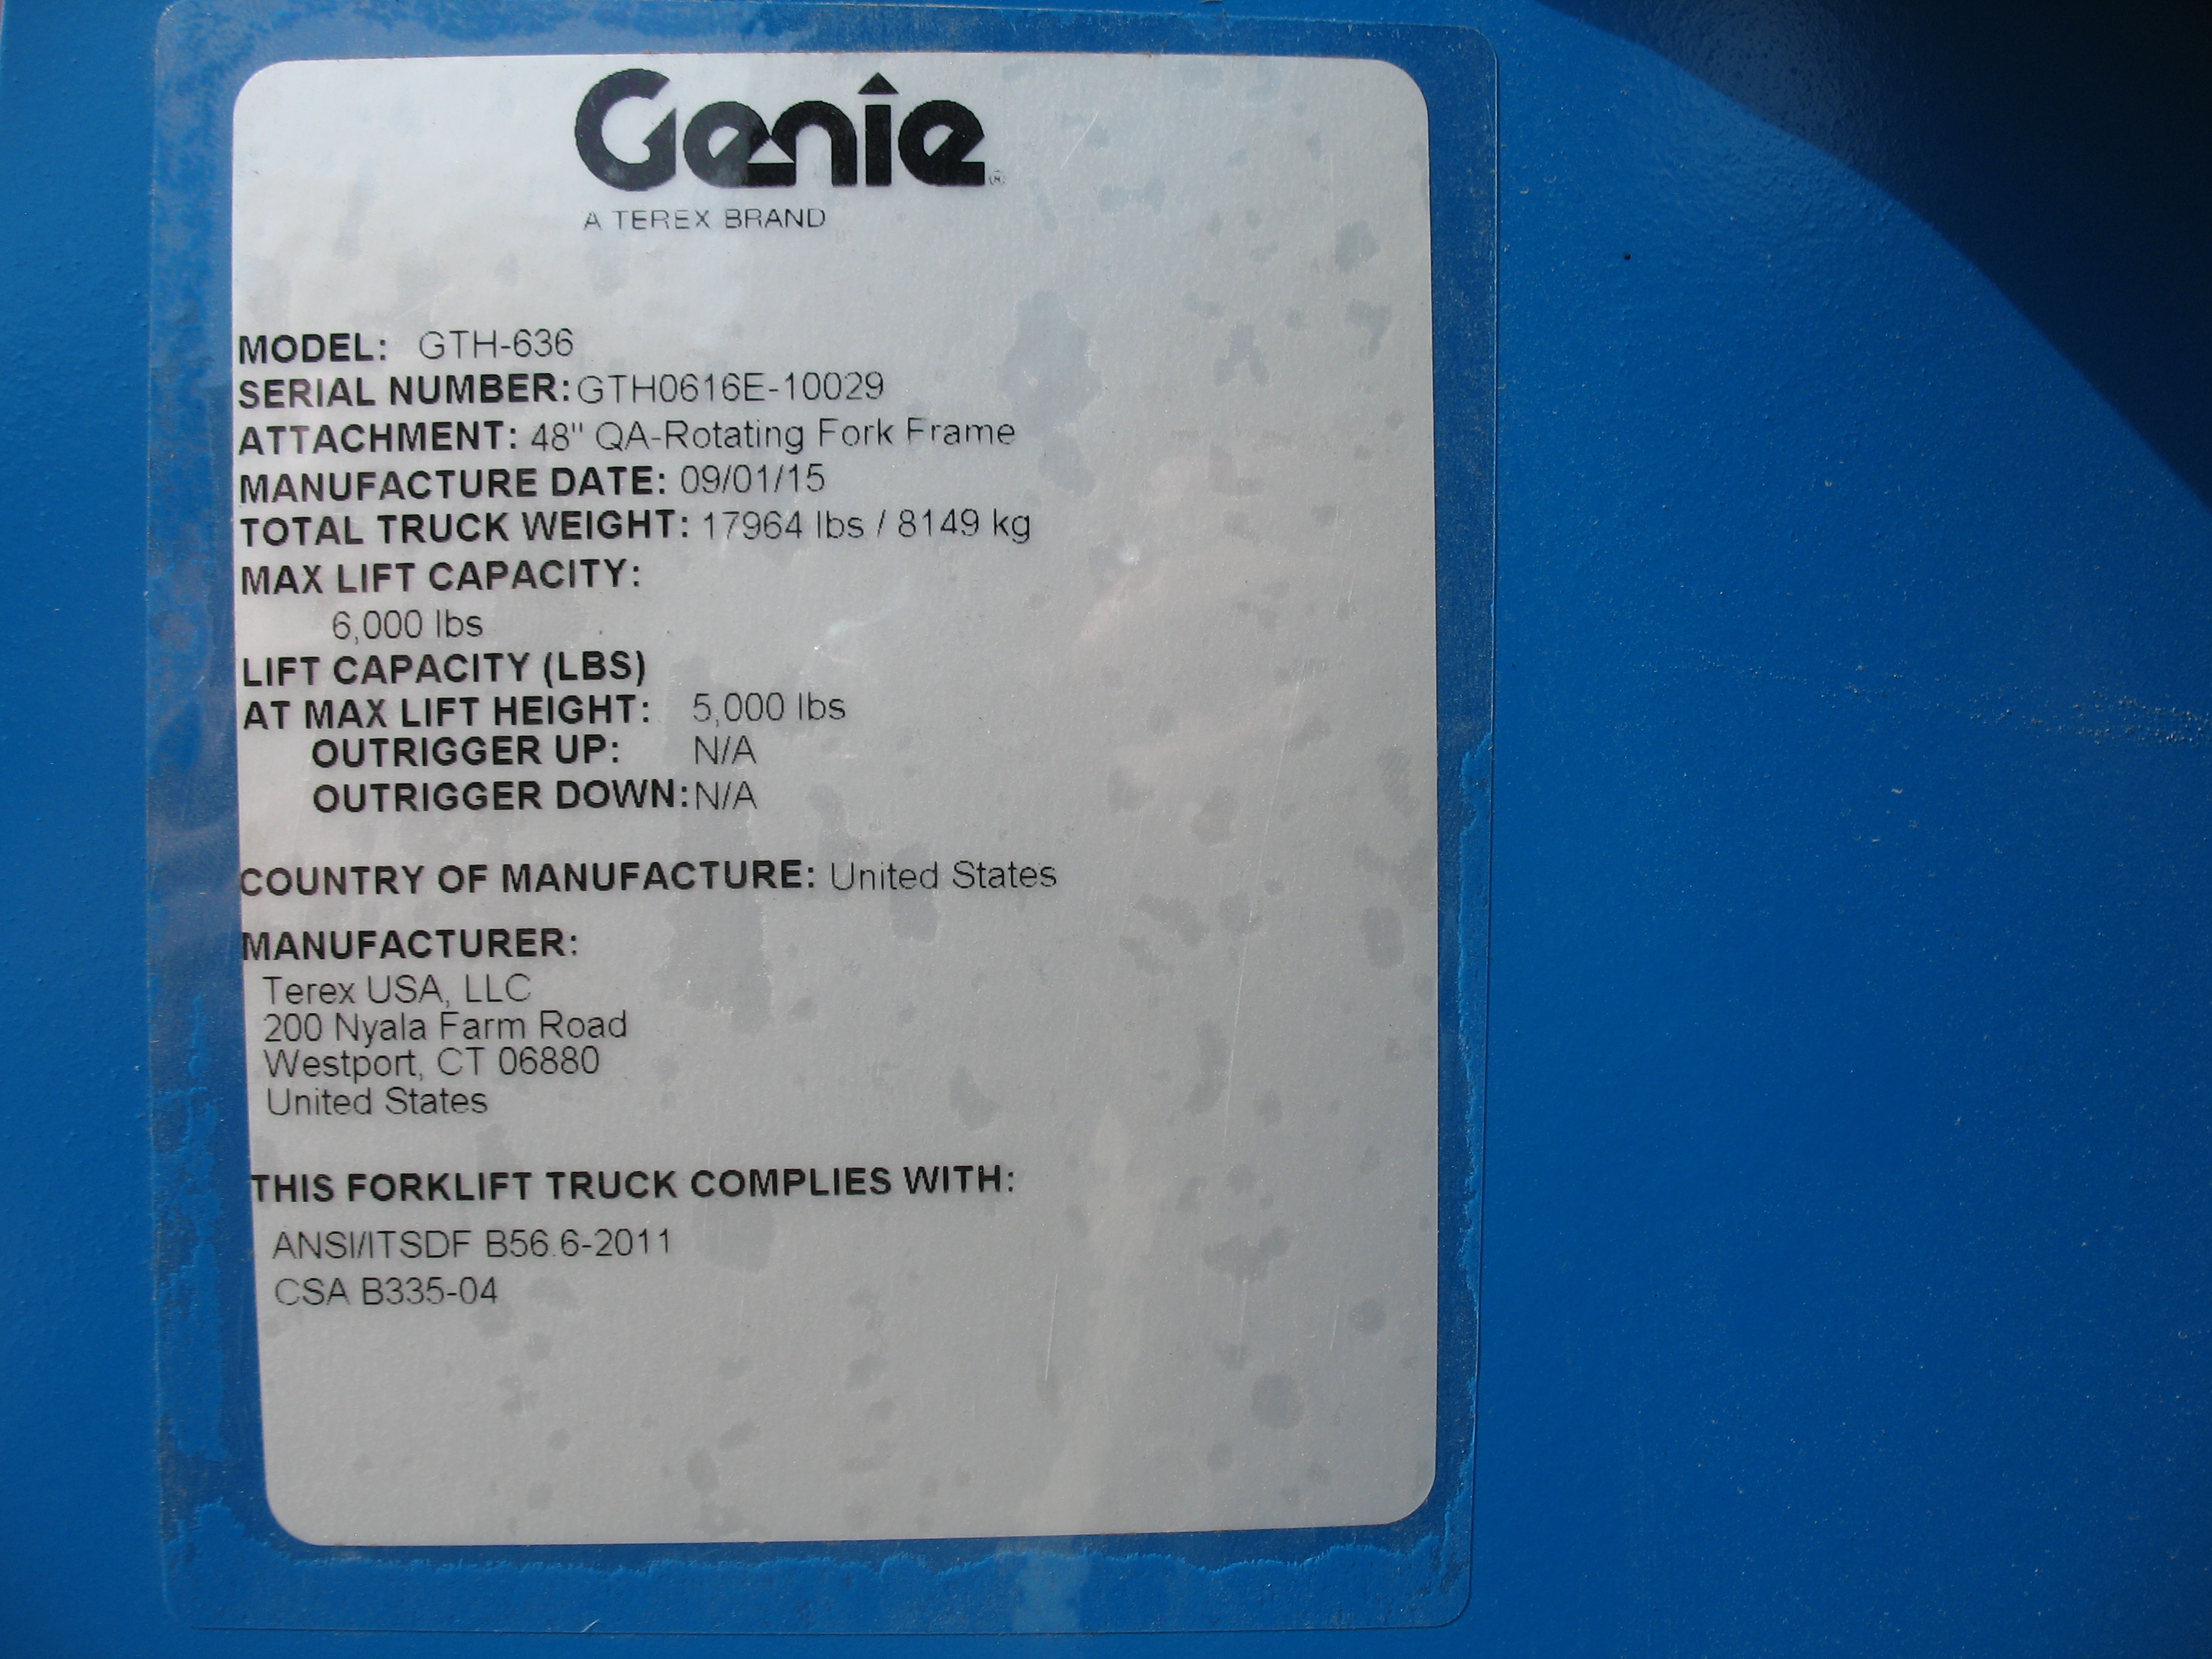 Genie®
A TEREX BRAND
MODEL: GTH-636
SERIAL NUMBER: GTH0616E-10029
ATTACHMENT: 48" QA-Rotating Fork Frame
MANUFACTURE DATE: 09/01/15
TOTAL TRUCK WEIGHT: 17964 lbs / 8149 kg
MAX LIFT CAPACITY:
6,000 lbs
LIFT CAPACITY (LBS)
AT MAX LIFT HEIGHT: 5,000 lbs
OUTRIGGER UP: N/A
OUTRIGGER DOWN: N/A
COUNTRY OF MANUFACTURE: United States
MANUFACTURER:
Terex USA, LLC
200 Nyala Farm Road
Westport, CT 06880
United States
THIS FORKLIFT TRUCK COMPLIES WITH:
ANSI/ITSDF B56.6-2011
CSA B335-04